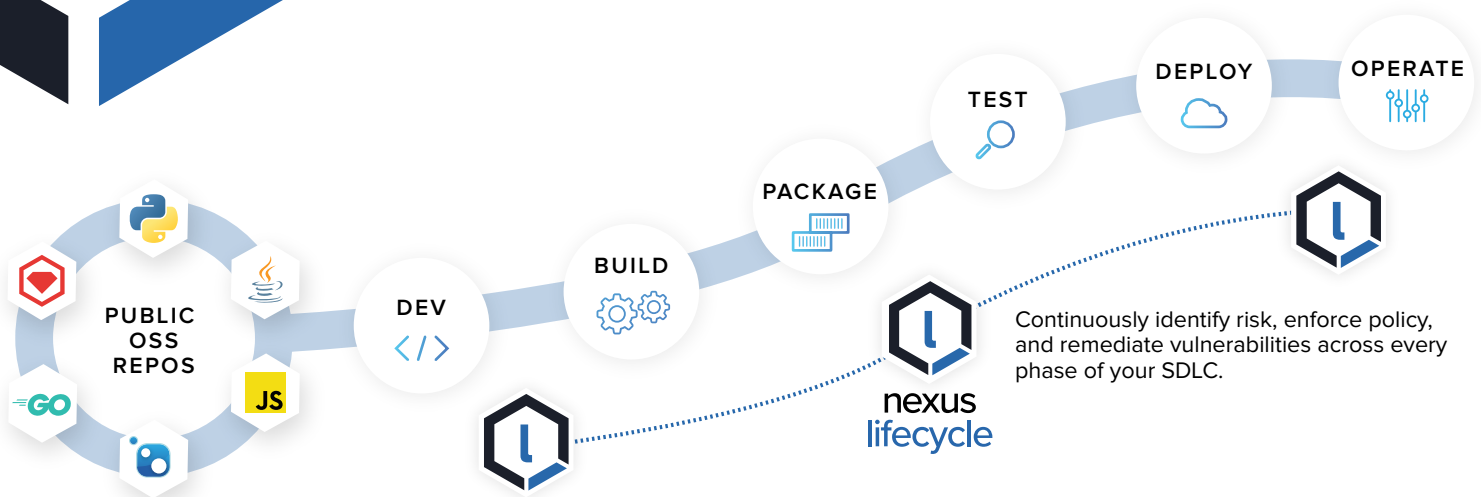 PUBLIC
OSS
REPOS
GO
JS
DEV
</>
BUILD
PACKAGE
TEST
DEPLOY
OPERATE
nexus
lifecycle
Continuously identify risk, enforce policy,
and remediate vulnerabilities across every
phase of your SDLC.